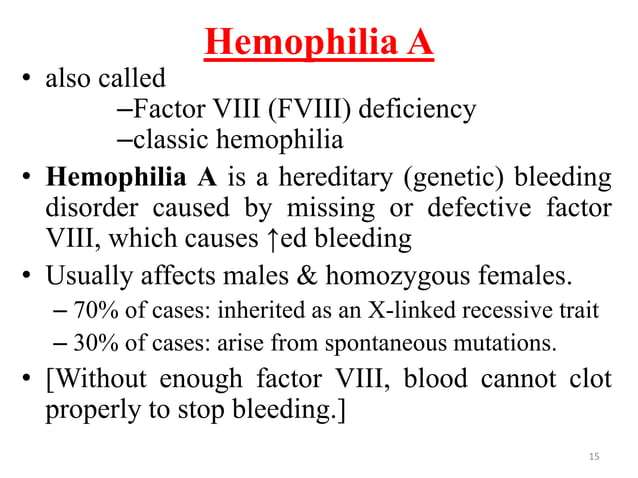 Hemophilia A
• also called
–Factor VIII (FVIII) deficiency
–classic hemophilia
• Hemophilia A is a hereditary (genetic) bleeding
disorder caused by missing or defective factor
VIII, which causes ↑ed bleeding
• Usually affects males & homozygous females.
– 70% of cases: inherited as an X-linked recessive trait
– 30% of cases: arise from spontaneous mutations.
• [Without enough factor VIII, blood cannot clot
properly to stop bleeding.]
15